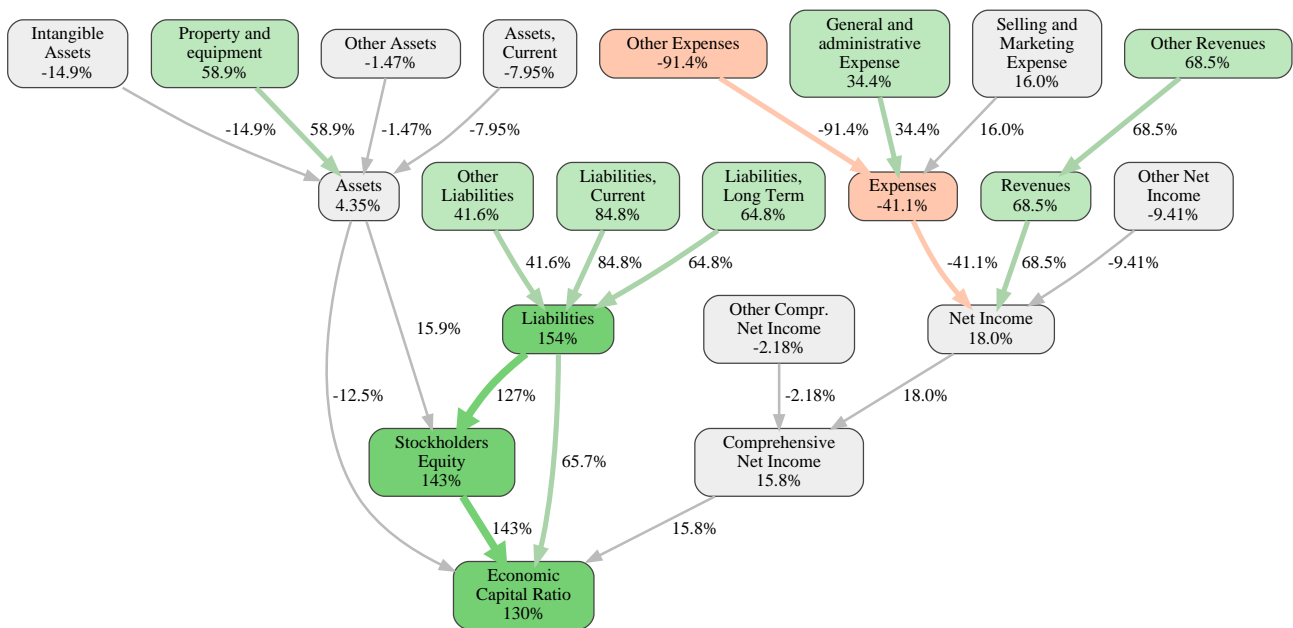 Intangible
Assets
-14.9%
Property and
equipment
58.9%
Other Assets
-1.47%
Assets,
Current
-7.95%
Other Expenses
-91.4%
General and
administrative
Expense
34.4%
Selling and
Marketing
Expense
16.0%
Other Revenues
68.5%
-14.9%
58.9%
-1.47%
-7.95%
-91.4%
34.4%
16.0%
68.5%
Assets
4.35%
Other
Liabilities
41.6%
Liabilities,
Current
84.8%
Liabilities,
Long Term
64.8%
Expenses
-41.1%
Revenues
68.5%
Other Net
Income
-9.41%
41.6%
84.8%
64.8%
-41.1%
68.5%
-9.41%
15.9%
Liabilities
154%
Other Compr.
Net Income
-2.18%
Net Income
18.0%
-12.5%
127%
-2.18%
18.0%
Stockholders
Equity
143%
65.7%
Comprehensive
Net Income
15.8%
143%
15.8%
Economic
Capital Ratio
130%